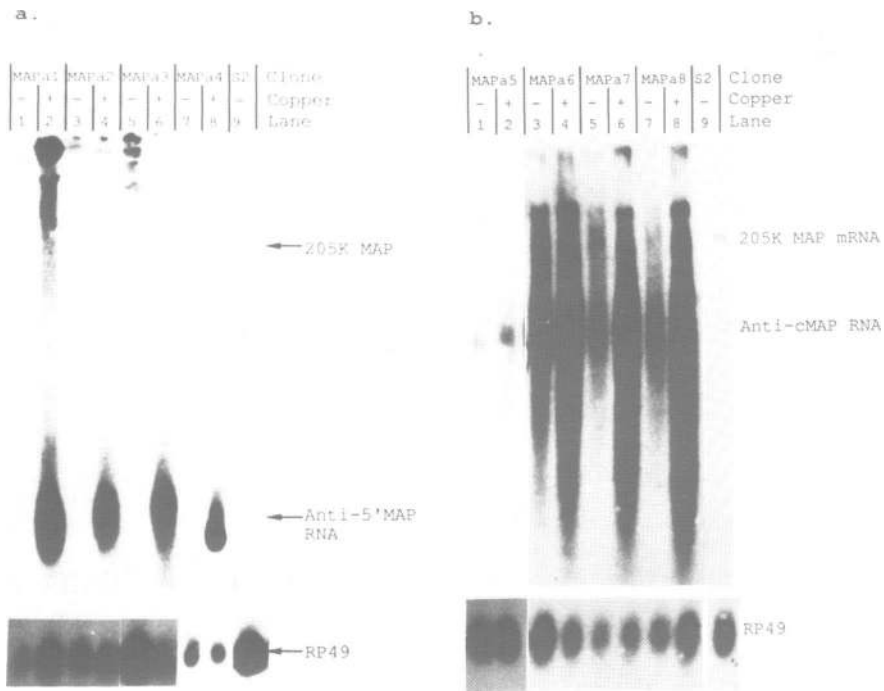 a.
MAPa1 MAPa2 MAPa3 MAPa4 S2 Clone
- + - + - + - + - Copper
1 2 3 4 5 6 7 8 9 Lane
205K MAP
Anti-5'MAP
RNA
RP49
b.
MAPa5 MAPa6 MAPa7 MAPa8 S2 Clone
- + - + - + - + - Copper
1 2 3 4 5 6 7 8 9 Lane
205K MAP mRNA
Anti-cMAP RNA
RP49